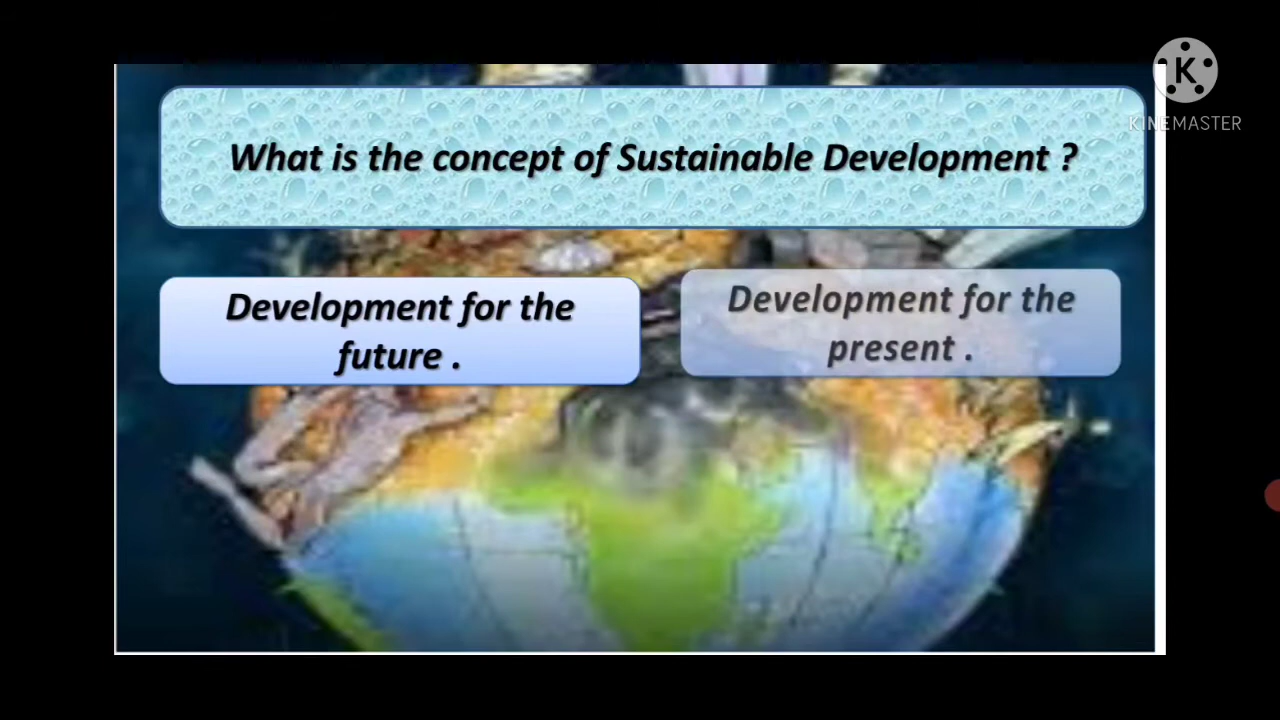 What is the concept of Sustainable Development ?
Development for the
future .
Development for the
present .
K
KINEMASTER